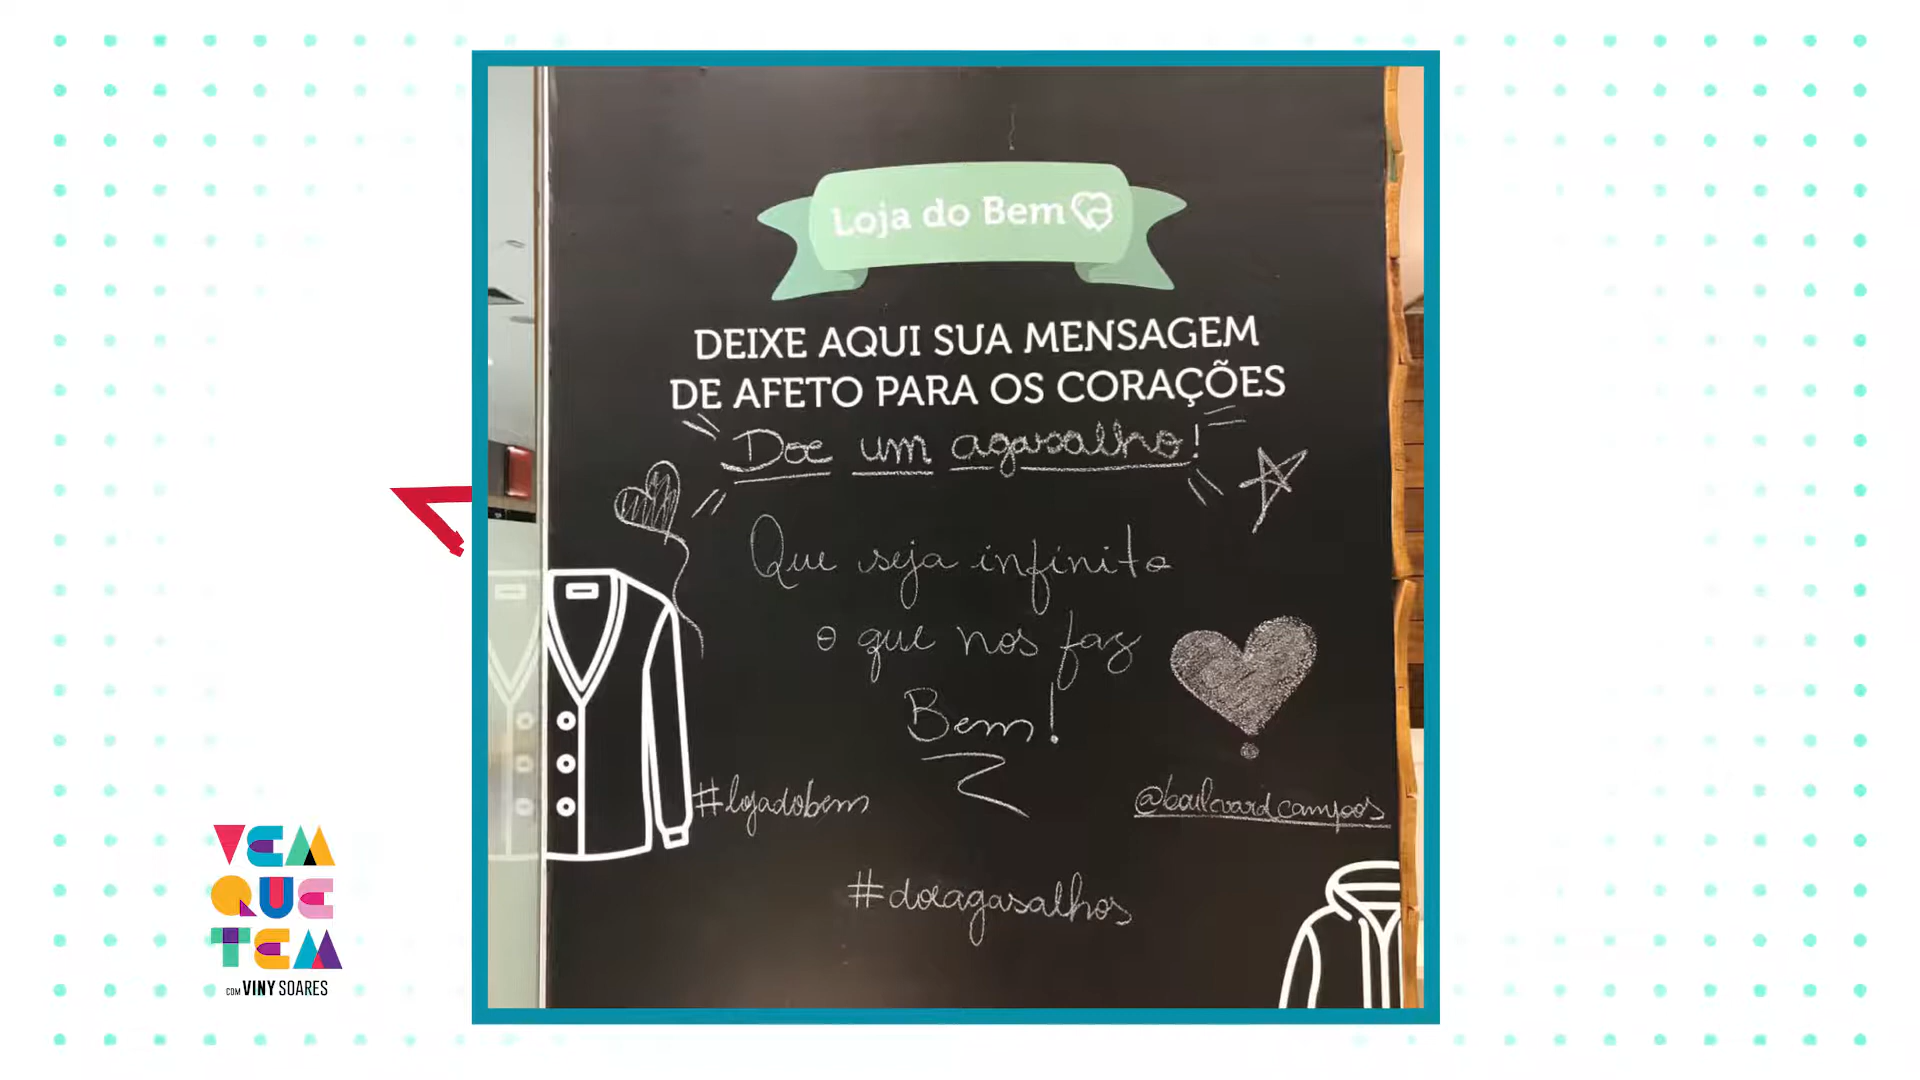 Loja do Bem
DEIXE AQUI SUA MENSAGEM
DE AFETO PARA OS CORAÇÕES
Doe um agasalho!
Que seja infinito
o que nos faz
Bem!
#lojadobem
@boulevardcampos
#doeagasalhos
VEM
QUE
TEM
COM VINY SOARES